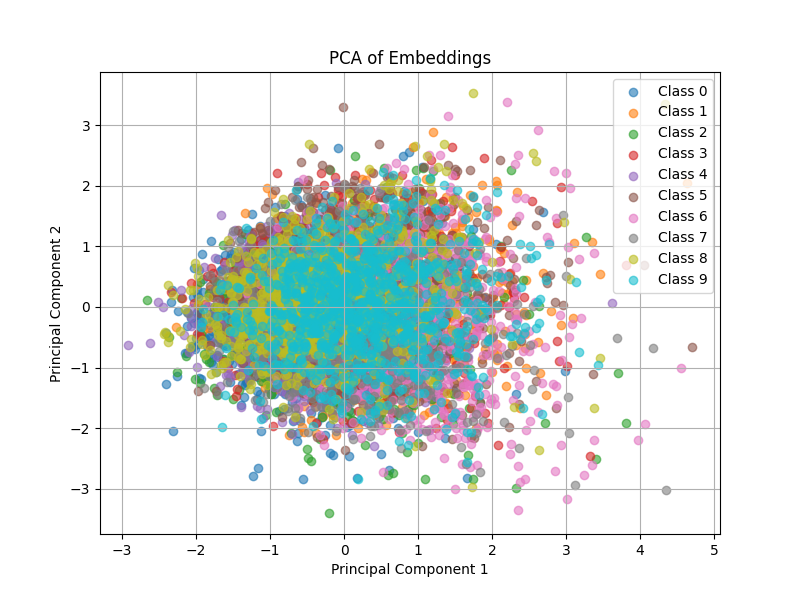 PCA of Embeddings
Class 0
Class 1
Class 2
Class 3
Class 4
Class 5
Class 6
Class 7
Class 8
Class 9
3
2
1
0
−1
−2
−3
Principal Component 2
−3
−2
−1
0
1
2
3
4
5
Principal Component 1